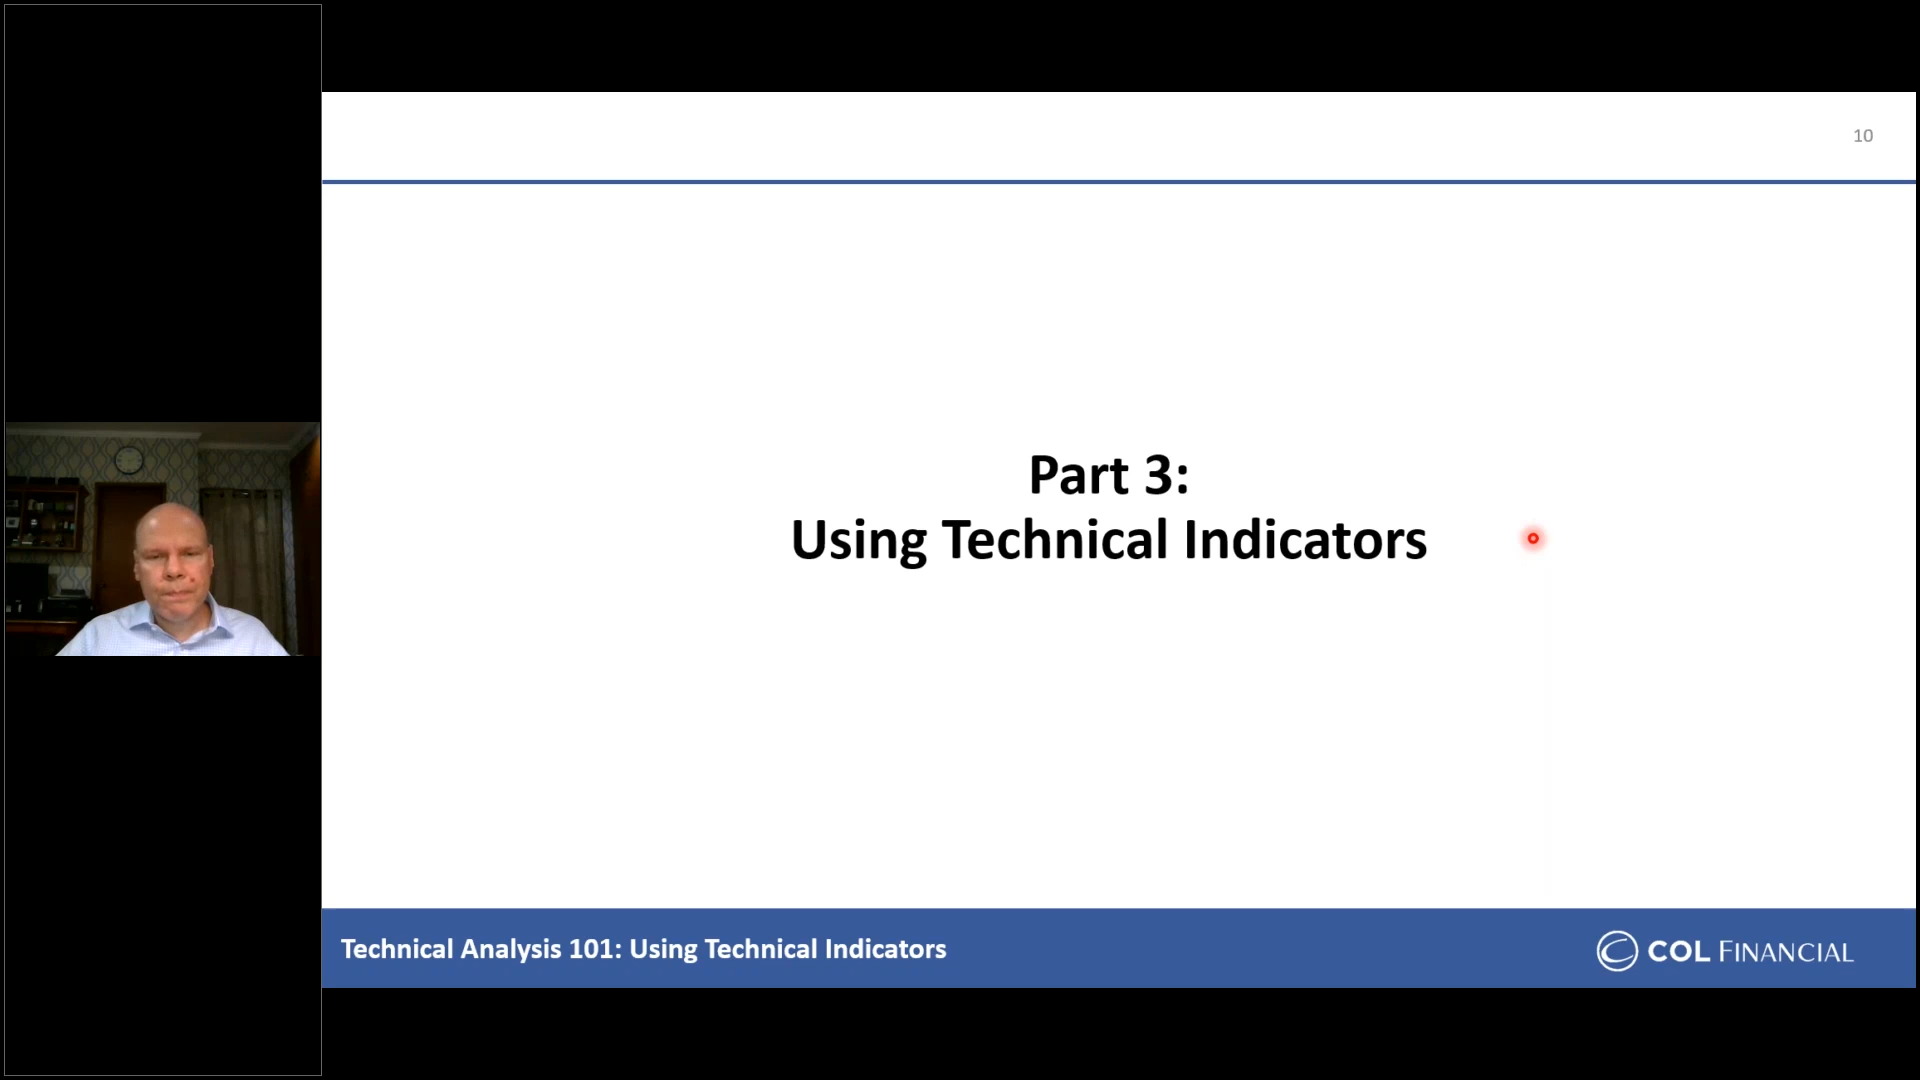 10
Part 3:
Using Technical Indicators
Technical Analysis 101: Using Technical Indicators
COL FINANCIAL